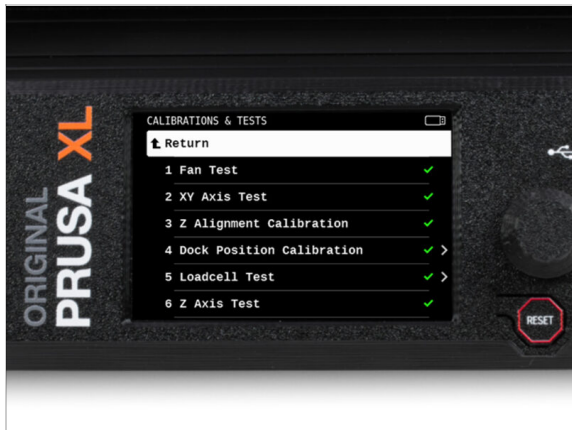 ORIGINAL
PRUSA XL
CALIBRATIONS & TESTS
Return
1 Fan Test
2 XY Axis Test
3 Z Alignment Calibration
4 Dock Position Calibration
5 Loadcell Test
6 Z Axis Test
RESET